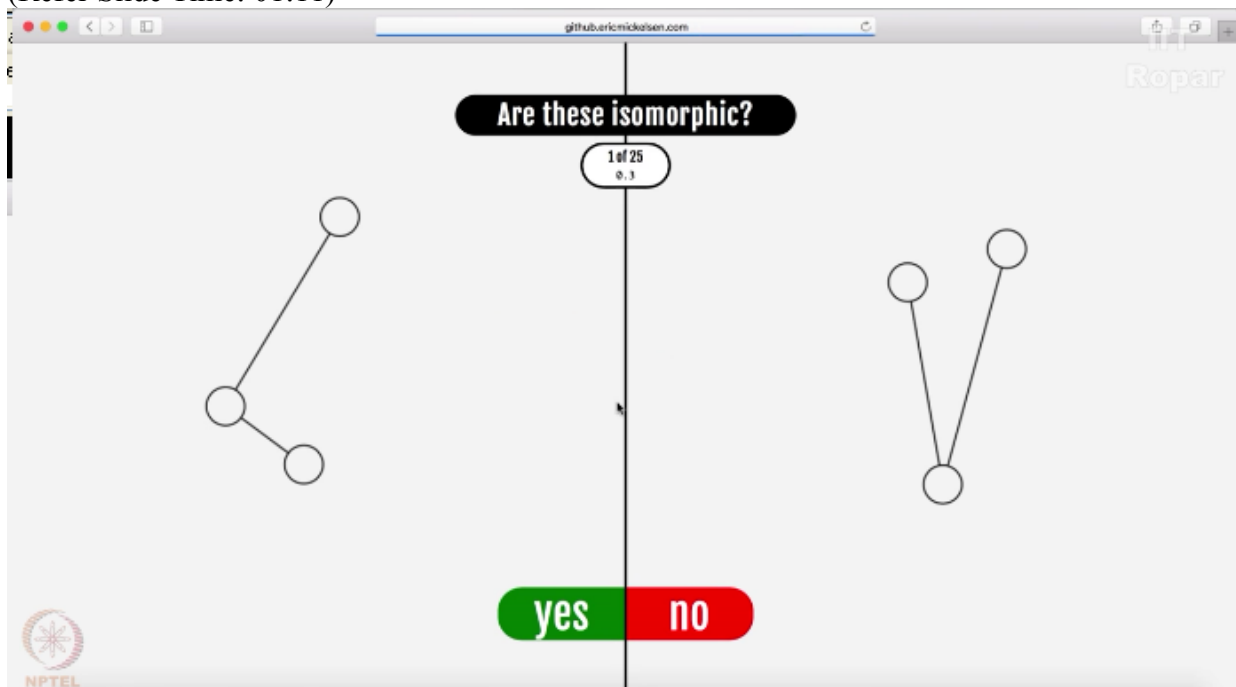 (Refer Slide Time: 01:11)
github.ericmickelsen.com
IIT
Ropar
Are these isomorphic?
1 of 25
0.3
yes no
NPTEL